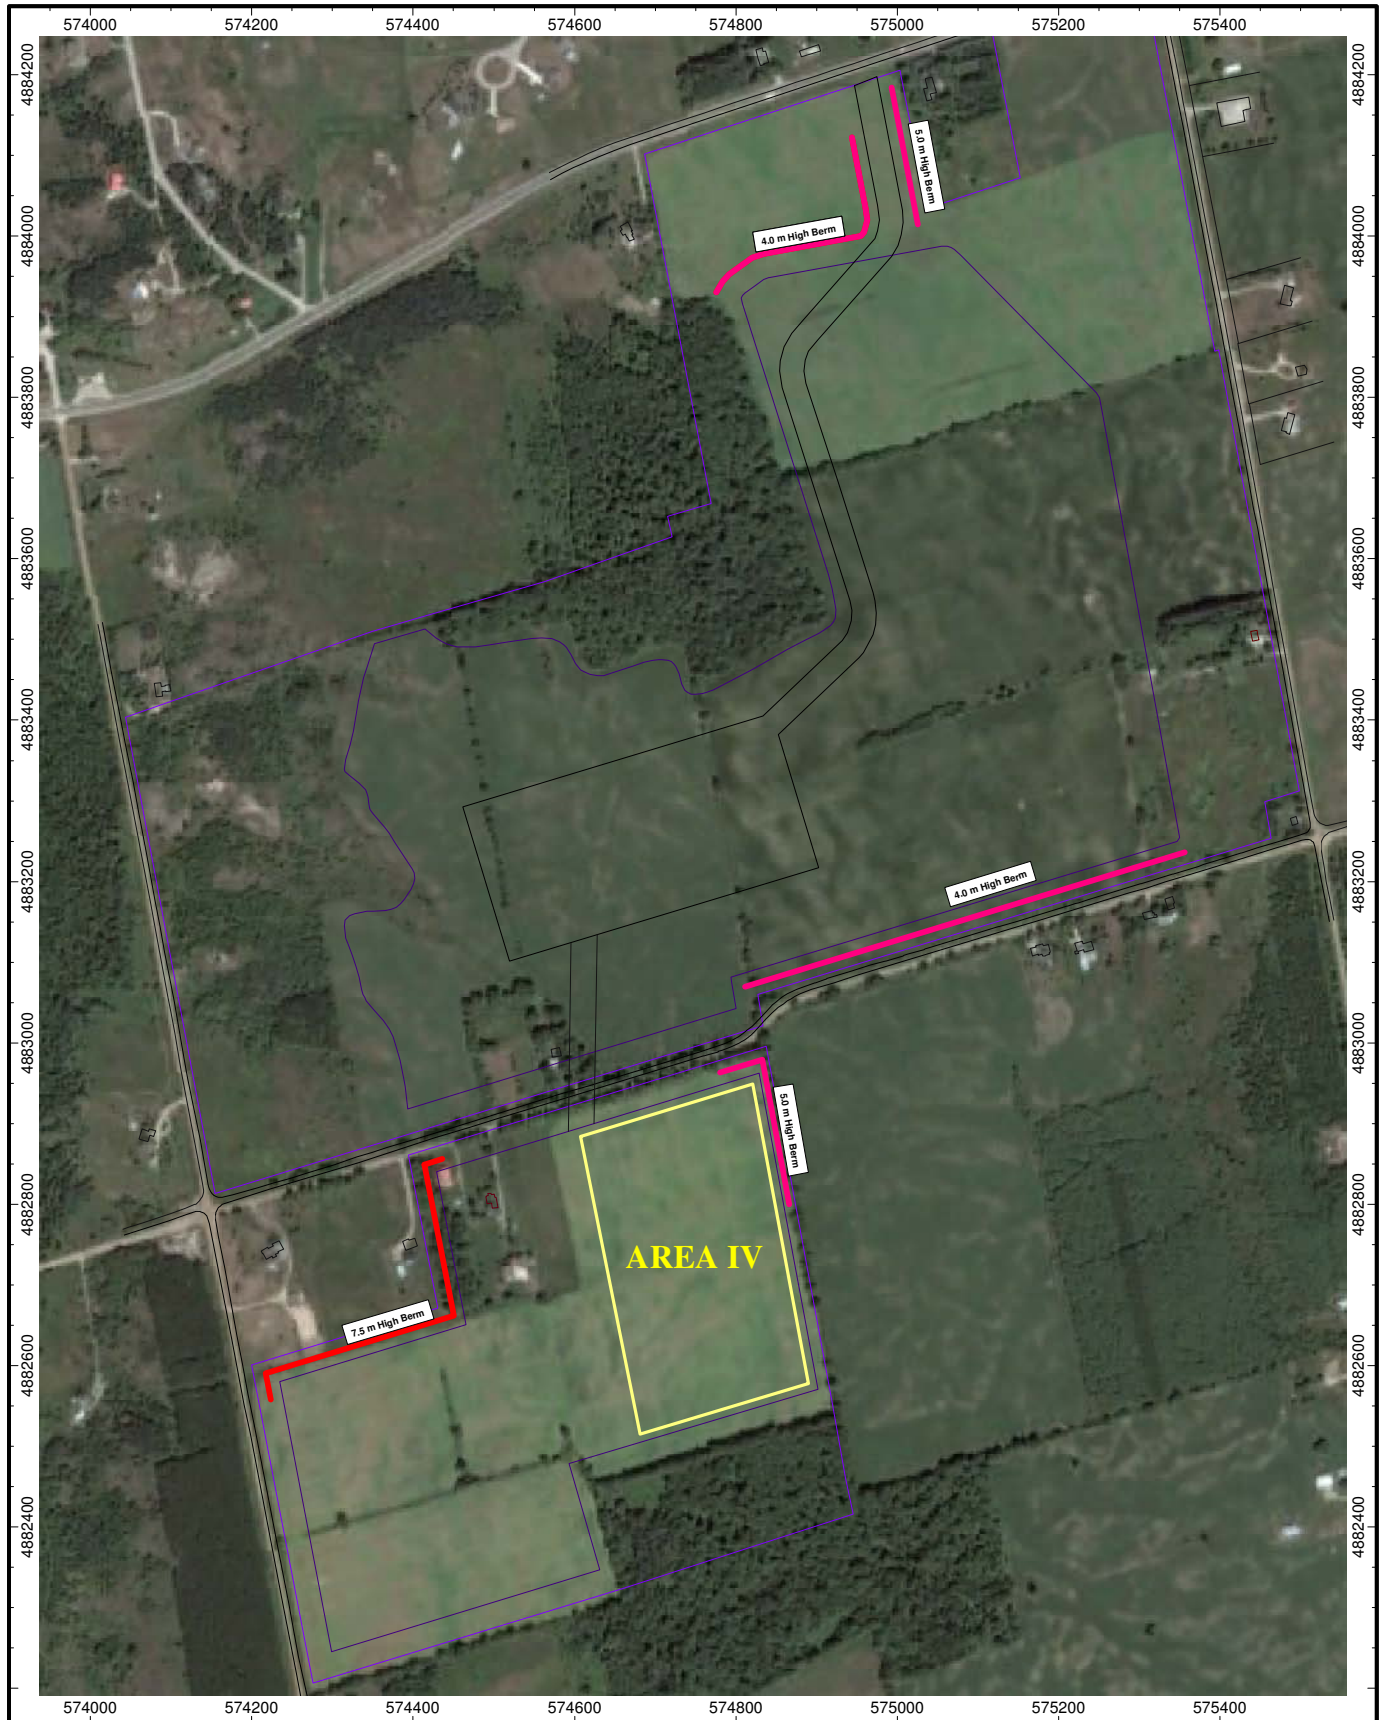 574000 574200 574400 574600 574800 575000 575200 575400
4884200 4884200
5.0 m High Berm
4.0 m High Berm
4884000 4884000
4883800 4883800
4883600 4883600
4883400 4883400
4.0 m High Berm
4883200 4883200
4883000 4883000
5.0 m High Berm
4882800 4882800
AREA IV
7.5 m High Berm
4882600 4882600
4882400 4882400
574000 574200 574400 574600 574800 575000 575200 575400